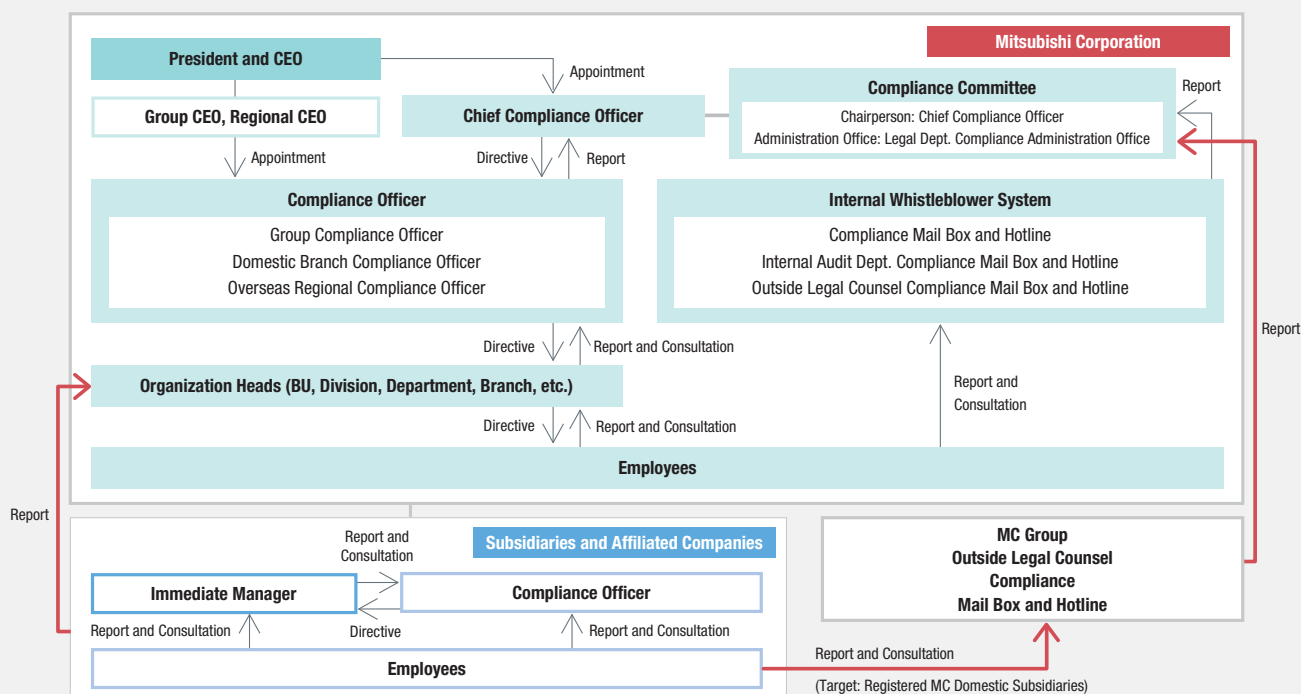 Mitsubishi Corporation
President and CEO
Appointment
Group CEO, Regional CEO
Appointment
Chief Compliance Officer
Directive
Report
Compliance Committee
Chairperson: Chief Compliance Officer
Administration Office: Legal Dept. Compliance Administration Office
Report
Compliance Officer
Group Compliance Officer
Domestic Branch Compliance Officer
Overseas Regional Compliance Officer
Internal Whistleblower System
Compliance Mail Box and Hotline
Internal Audit Dept. Compliance Mail Box and Hotline
Outside Legal Counsel Compliance Mail Box and Hotline
Report
Directive
Report and Consultation
Organization Heads (BU, Division, Department, Branch, etc.)
Directive
Report and Consultation
Report and
Consultation
Employees
Report
Subsidiaries and Affiliated Companies
Report and
Consultation
Immediate Manager
Compliance Officer
Report and Consultation
Directive
Report and Consultation
Employees
MC Group
Outside Legal Counsel
Compliance
Mail Box and Hotline
Report and Consultation
(Target: Registered MC Domestic Subsidiaries)